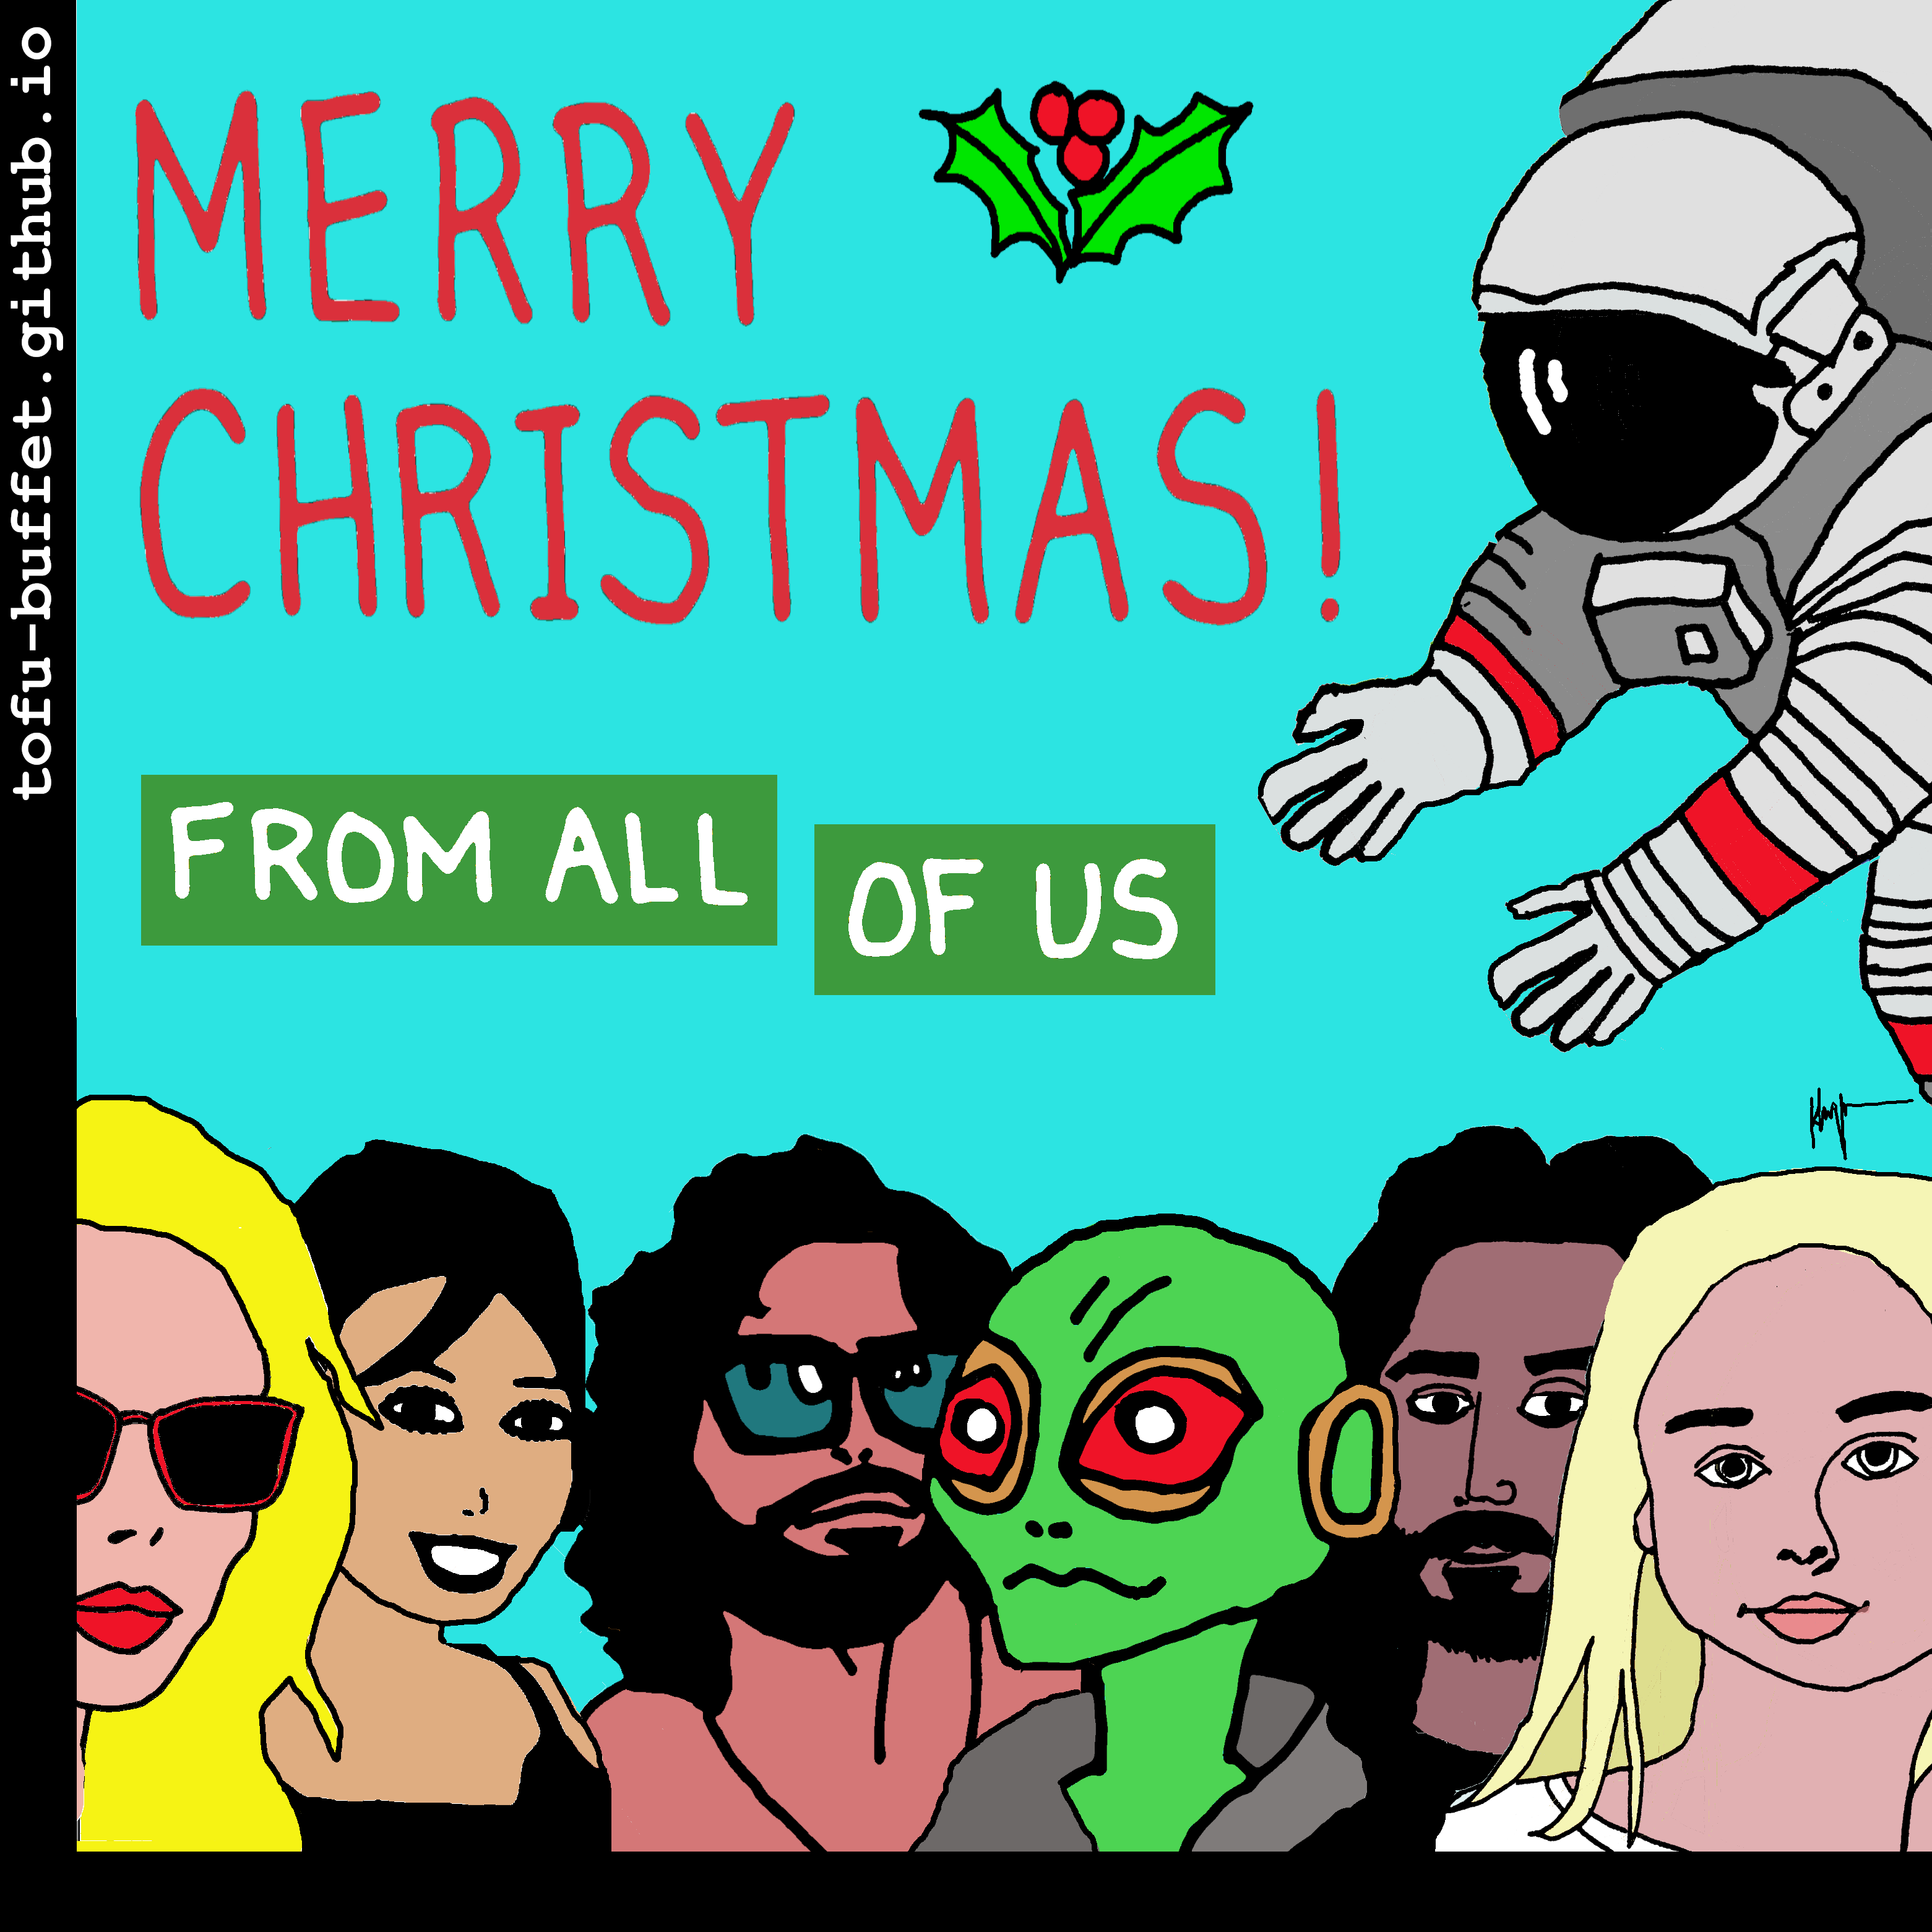 tofu-buffet.github.io
MERRY
CHRISTMAS!
FROM ALL
OF US